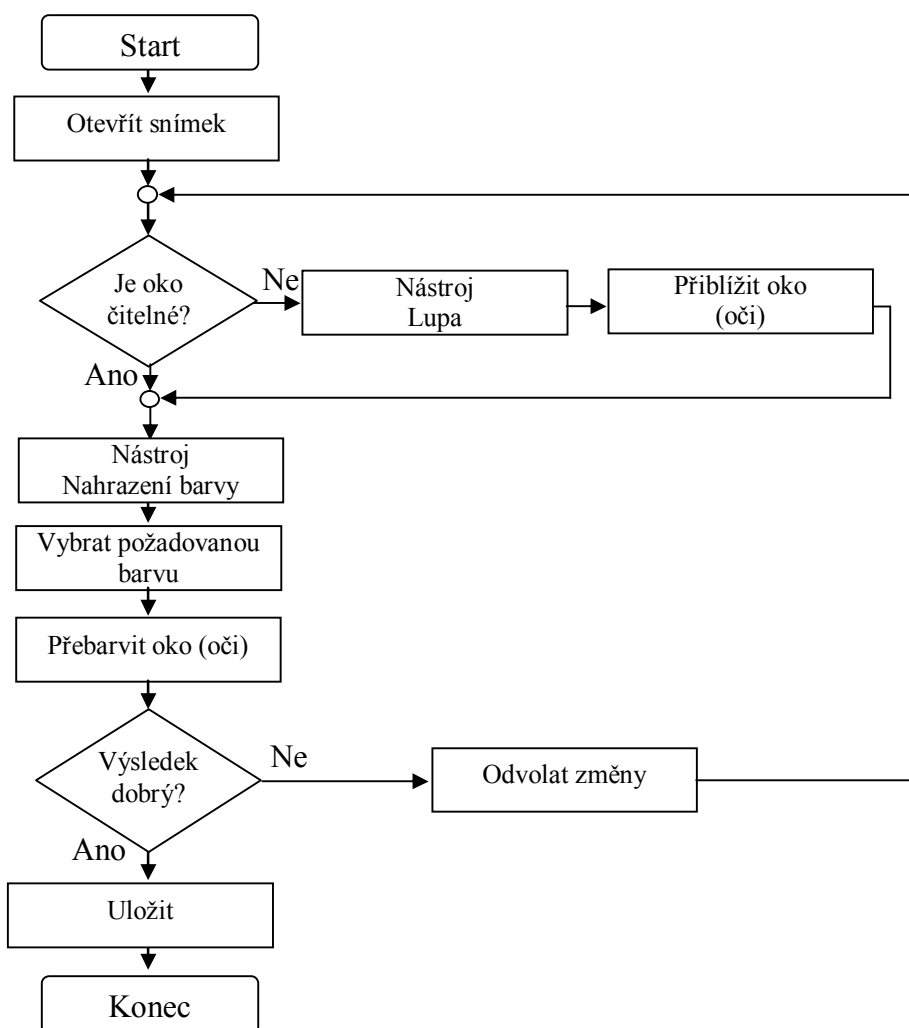 Start
Otevřít snímek
Je oko
čitelné?
Ne
Nástroj
Lupa
Přiblížit oko
(oči)
Ano
Nástroj
Nahrazení barvy
Vybrat požadovanou
barvu
Přebarvit oko (oči)
Výsledek
dobrý?
Ne
Odvolat změny
Ano
Uložit
Konec